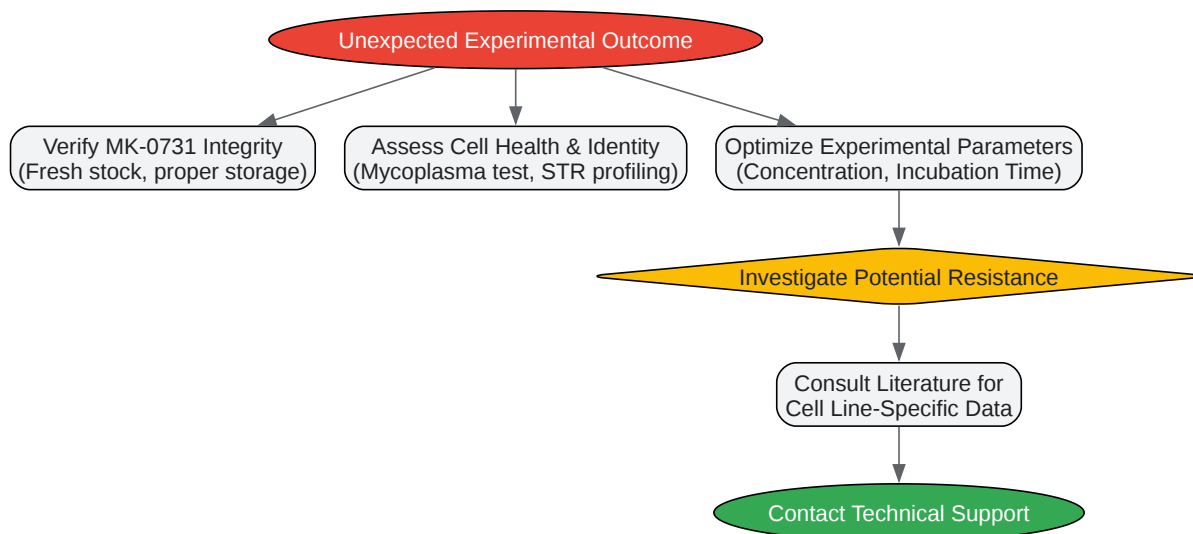 Unexpected Experimental Outcome
Verify MK-0731 Integrity
(Fresh stock, proper storage)
Assess Cell Health & Identity
(Mycoplasma test, STR profiling)
Optimize Experimental Parameters
(Concentration, Incubation Time)
Investigate Potential Resistance
Consult Literature for
Cell Line-Specific Data
Contact Technical Support